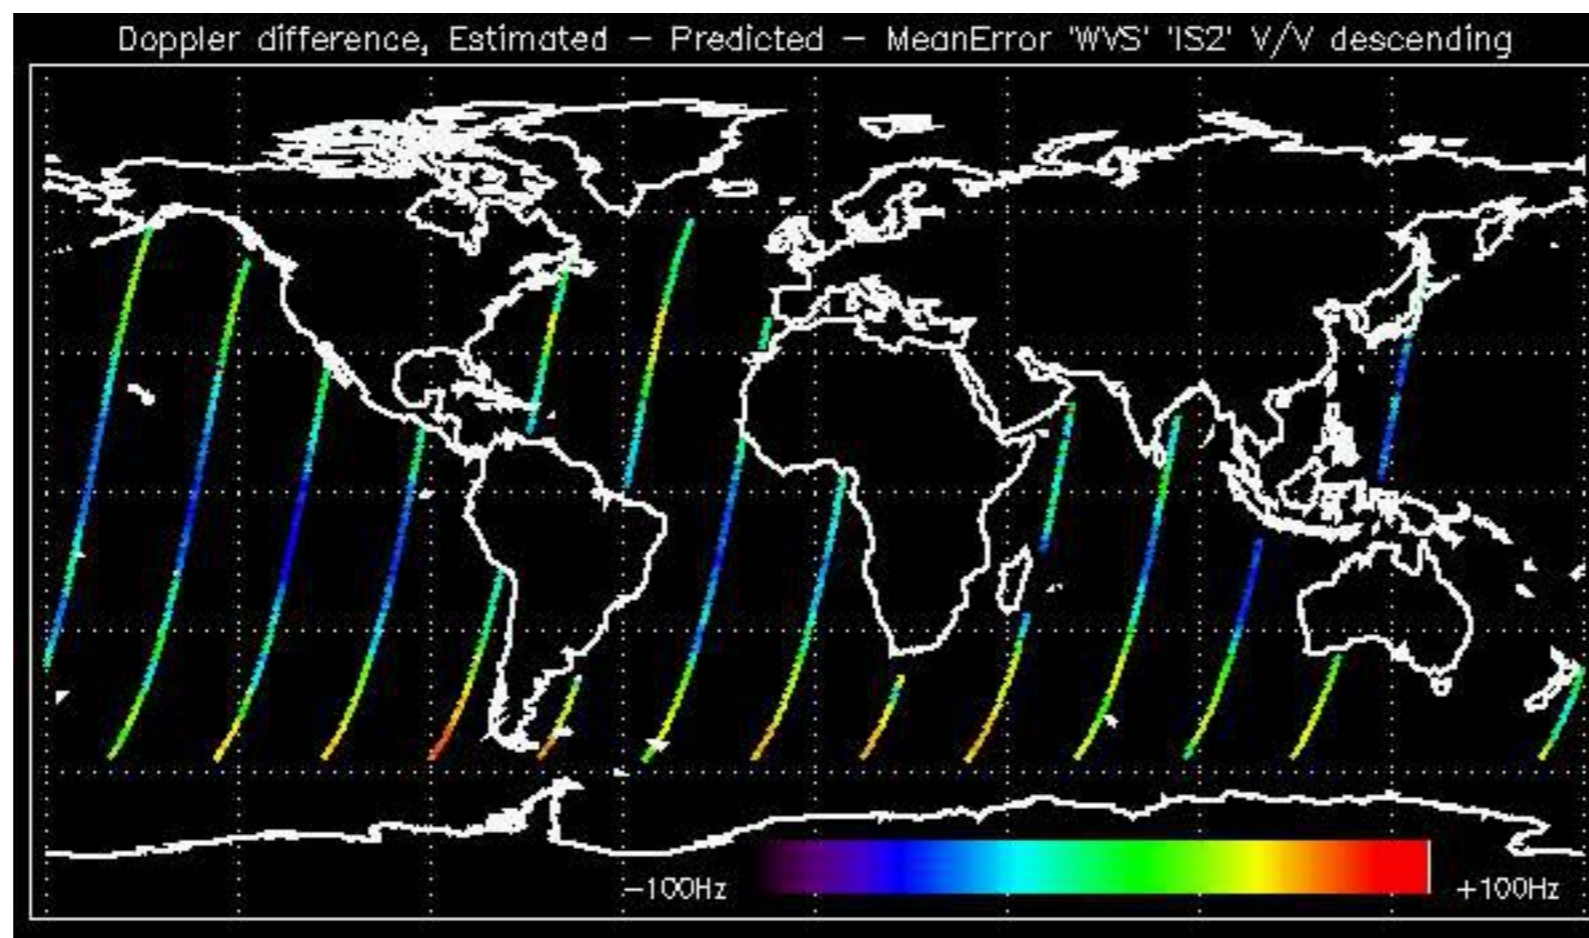 Doppler difference, Estimated – Predicted – MeanError 'WVS' 'IS2' V/V descending
–100Hz +100Hz